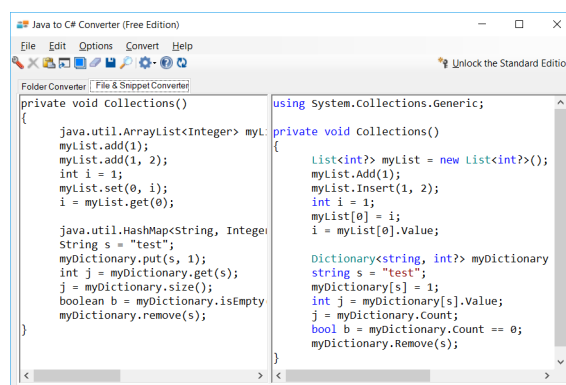 Java to C# Converter (Free Edition)
File Edit Options Convert Help
Unlock the Standard Editio
Folder Converter File & Snippet Converter
private void Collections()
{
java.util.ArrayList<Integer> myL
myList.add(1);
myList.add(1, 2);
int i = 1;
myList.set(0, i);
i = myList.get(0);
java.util.HashMap<String, Integer
String s = "test";
myDictionary.put(s, 1);
int j = myDictionary.get(s);
j = myDictionary.size();
boolean b = myDictionary.isEmpty
myDictionary.remove(s);
}
using System.Collections.Generic;
private void Collections()
{
List<int?> myList = new List<int?>();
myList.Add(1);
myList.Insert(1, 2);
int i = 1;
myList[0] = i;
i = myList[0].Value;
Dictionary<string, int?> myDictionary
string s = "test";
myDictionary[s] = 1;
int j = myDictionary[s].Value;
j = myDictionary.Count;
bool b = myDictionary.Count == 0;
myDictionary.Remove(s);
}